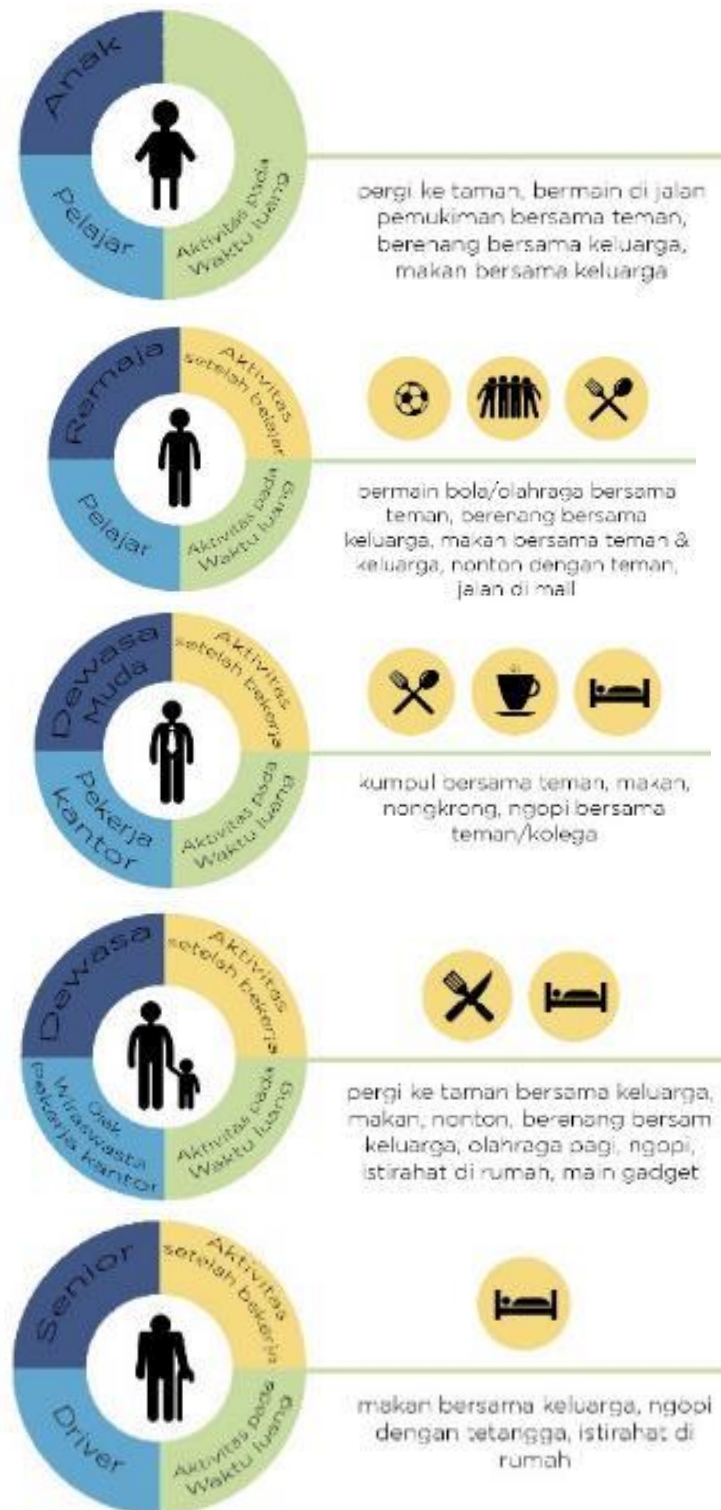 Anak
Pelajar
Aktivitas pada
Waktu luang
pergi ke taman, bermain di jalan
pemukiman bersama teman,
berenang bersama keluarga,
makan bersama keluarga
Remaja
Aktivitas
setelah belajar
Pelajar
Aktivitas pada
Waktu luang
bermain bola/olahraga bersama
teman, berenang bersama
keluarga, makan bersama teman &
keluarga, nonton dengan teman,
jalan di mall
Dewasa
Muda
Aktivitas
setelah bekerja
Pekerja
kantor
Aktivitas pada
Waktu luang
kumpul bersama teman, makan,
nongkrong, ngopi bersama
teman/kolega
Dewasa
Aktivitas
setelah bekerja
Ojek
Wiraswasta
Pekerja kantor
Aktivitas pada
Waktu luang
pergi ke taman bersama keluarga,
makan, nonton, berenang bersam
keluarga, olahraga pagi, ngopi,
istirahat di rumah, main gadget
Senior
Aktivitas
setelah bekerja
Driver
Aktivitas pada
Waktu luang
makan bersama keluarga, ngopi
dengan tetangga, istirahat di
rumah